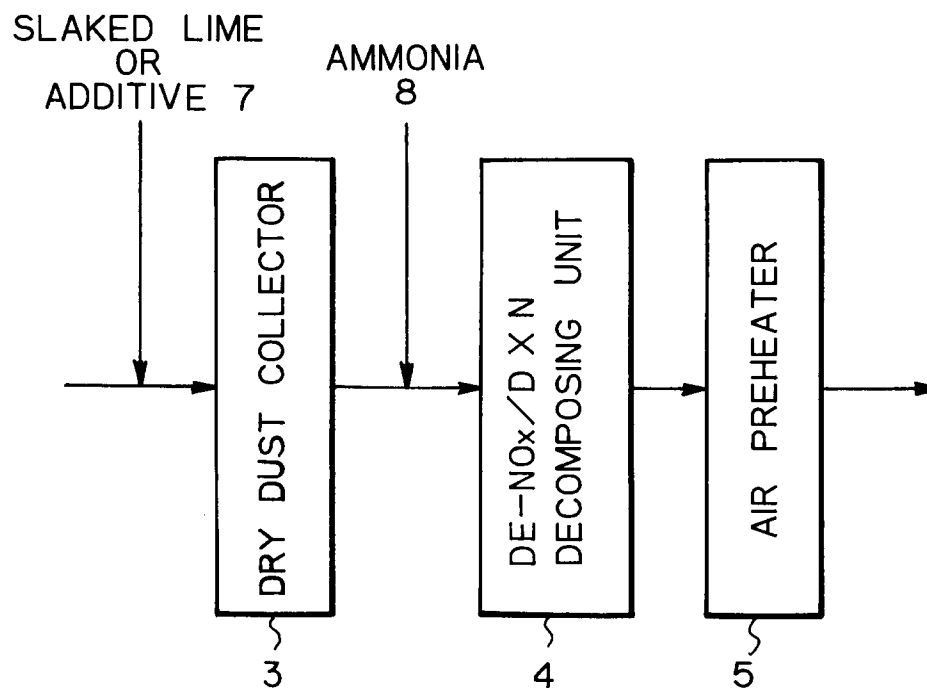 SLAKED LIME
OR
ADDITIVE 7
AMMONIA
8
DRY DUST COLLECTOR
DE-NOx/D X N
DECOMPOSING UNIT
AIR PREHEATER
3
4
5